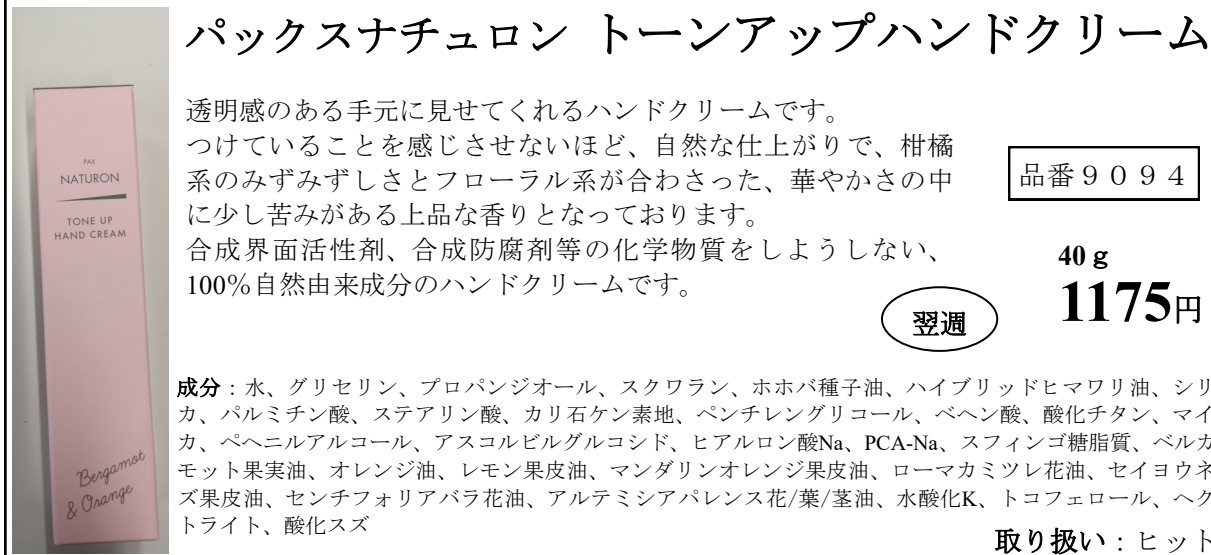 パックスナチュロン トーンアップハンドクリーム
透明感のある手元に見せてくれるハンドクリームです。
つけていることを感じさせないほど、自然な仕上がりで、柑橘
系のみずみずしさとフローラル系が合わさった、華やかさの中
に少し苦みがある上品な香りとなっております。
合成界面活性剤、合成防腐剤等の化学物質をしようしない、
100％自然由来成分のハンドクリームです。
品番９０９４
40ｇ
1175円
翌週
PAX
NATURON
TONE UP
HAND CREAM
Bergamot
& Orange
成分：水、グリセリン、プロパンジオール、スクワラン、ホホバ種子油、ハイブリッドヒマワリ油、シリ
カ、パルミチン酸、ステアリン酸、カリ石ケン素地、ペンチレングリコール、ベヘン酸、酸化チタン、マイ
カ、ペヘニルアルコール、アスコルビルグルコシド、ヒアルロン酸Na、PCA-Na、スフィンゴ糖脂質、ベルガ
モット果実油、オレンジ油、レモン果皮油、マンダリンオレンジ果皮油、ローマカミツレ花油、セイヨウネ
ズ果皮油、センチフォリアバラ花油、アルテミシアパレンス花/葉/茎油、水酸化K、トコフェロール、ヘク
トライト、酸化スズ
取り扱い：ヒット